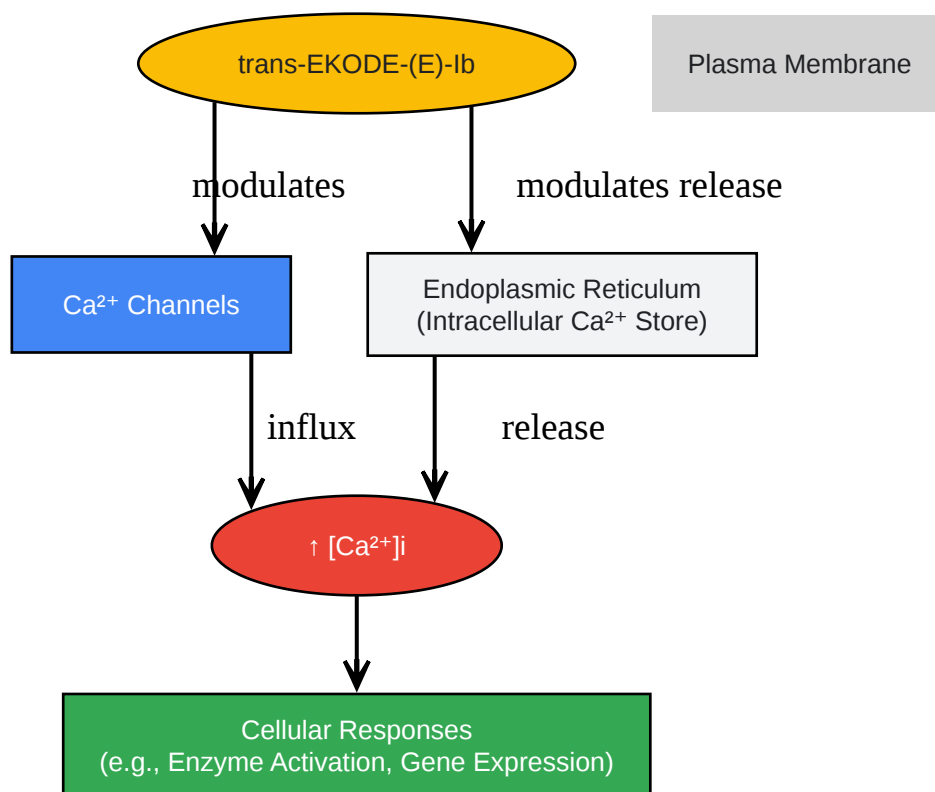 trans-EKODE-(E)-Ib
Plasma Membrane
modulates
modulates release
Ca²⁺ Channels
Endoplasmic Reticulum
(Intracellular Ca²⁺ Store)
influx
release
↑ [Ca²⁺]i
Cellular Responses
(e.g., Enzyme Activation, Gene Expression)